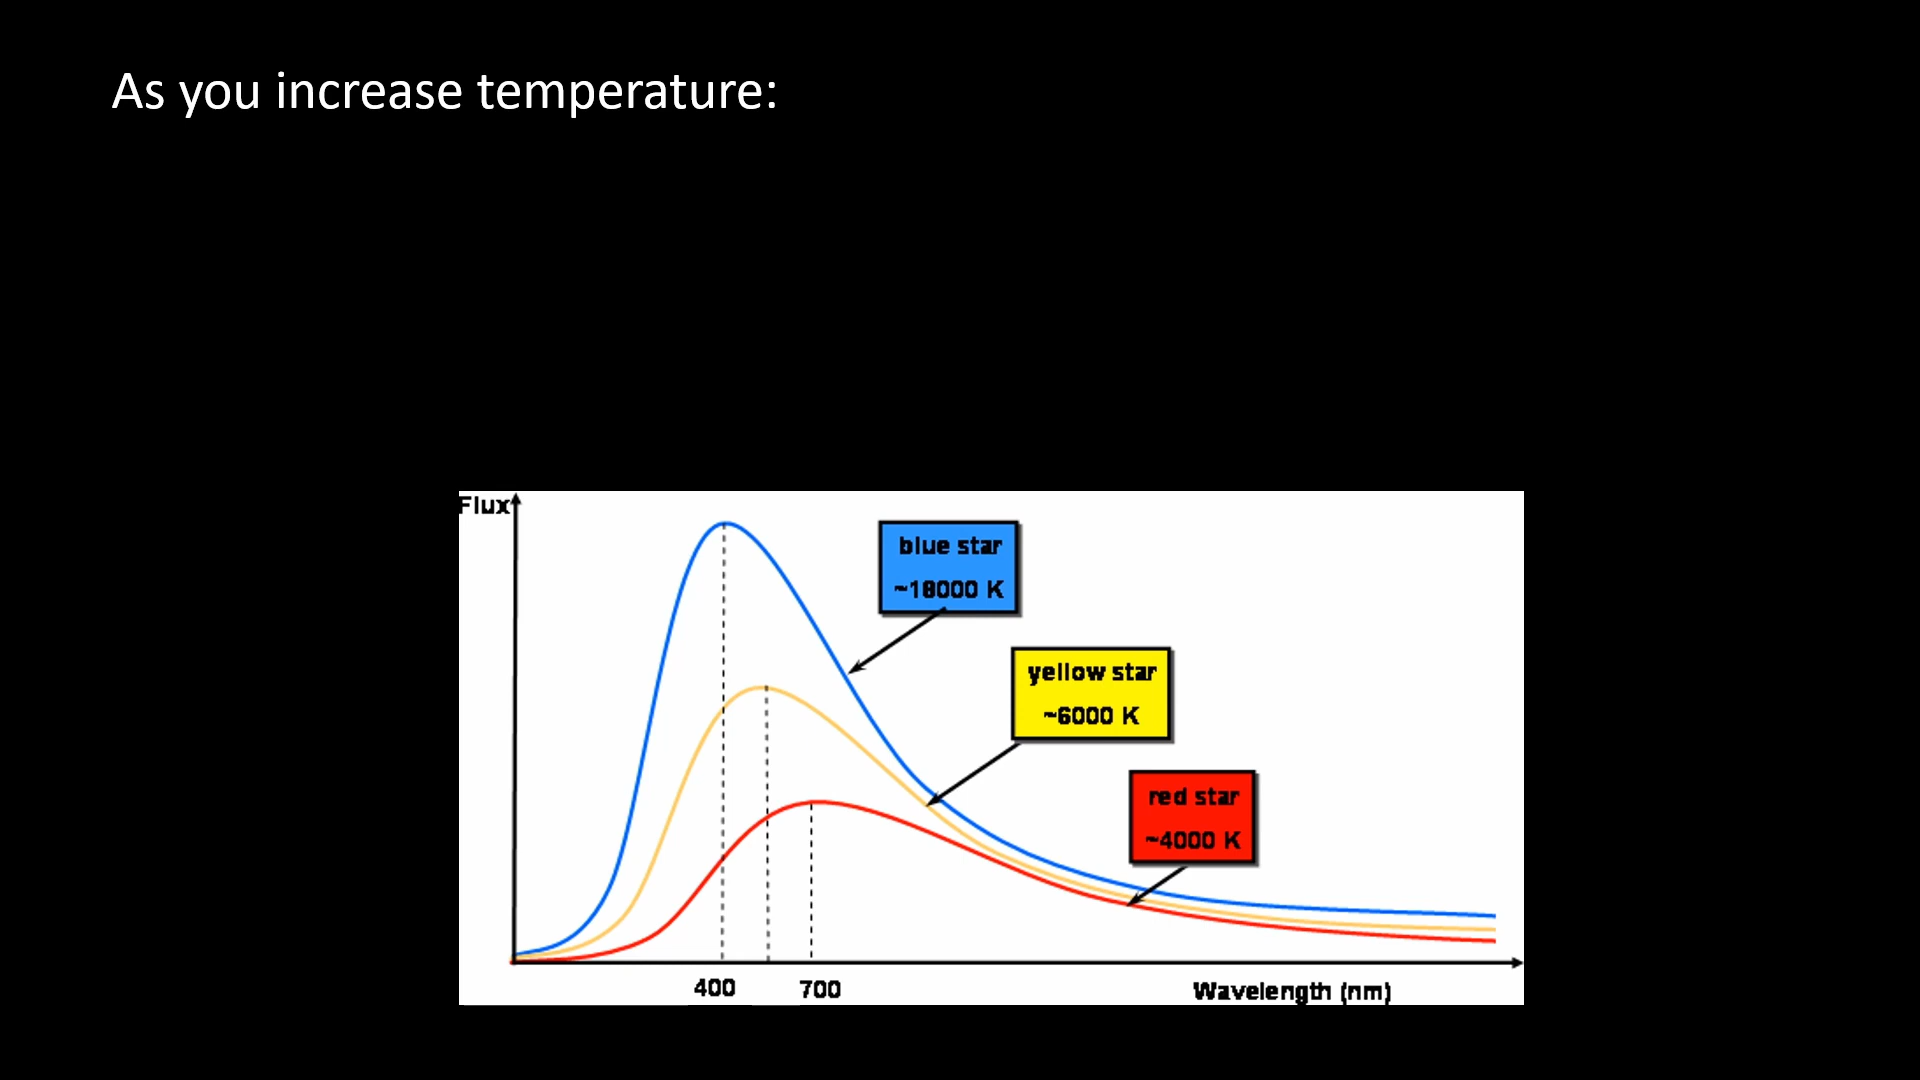 As you increase temperature:
Flux
blue star
~18000 K
yellow star
~6000 K
red star
~4000 K
400
700
Wavelength (nm)